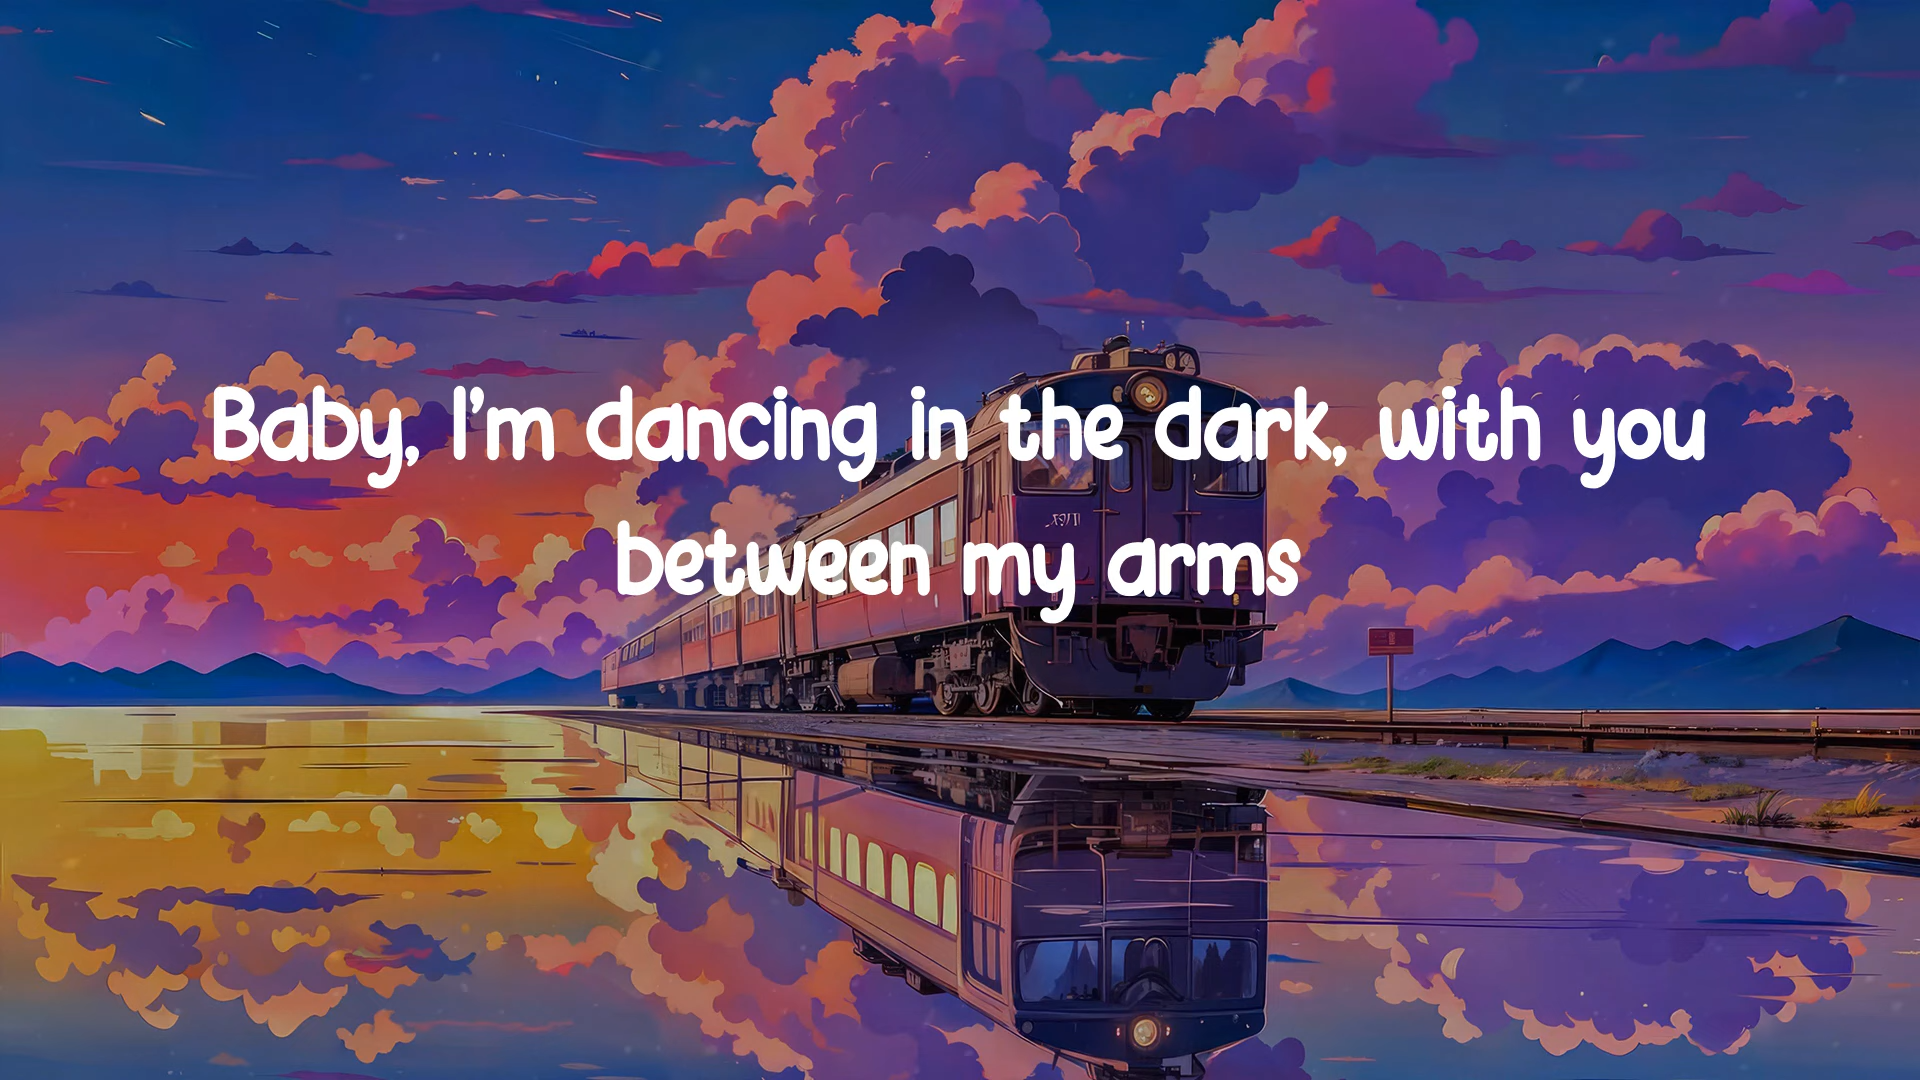 Baby, I'm dancing in the dark, with you
between my arms